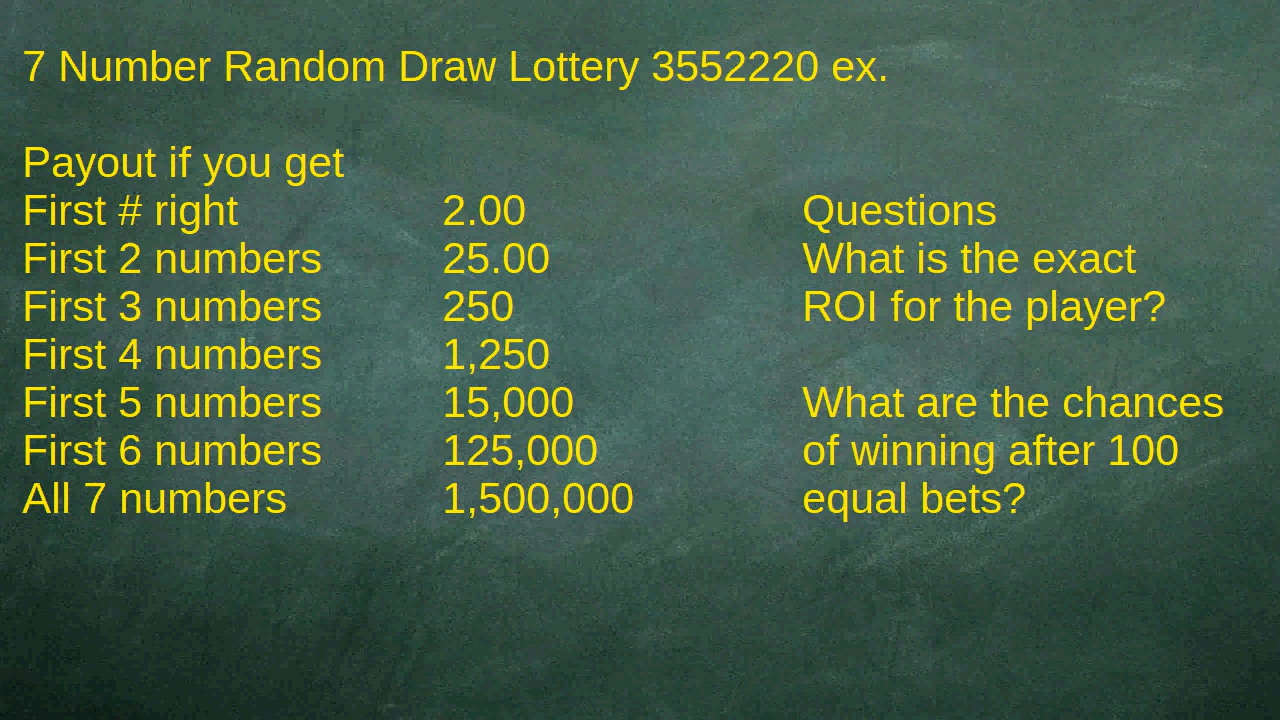 7 Number Random Draw Lottery 3552220 ex.
Payout if you get
First # right 2.00
First 2 numbers 25.00
First 3 numbers 250
First 4 numbers 1,250
First 5 numbers 15,000
First 6 numbers 125,000
All 7 numbers 1,500,000
Questions
What is the exact
ROI for the player?
What are the chances
of winning after 100
equal bets?